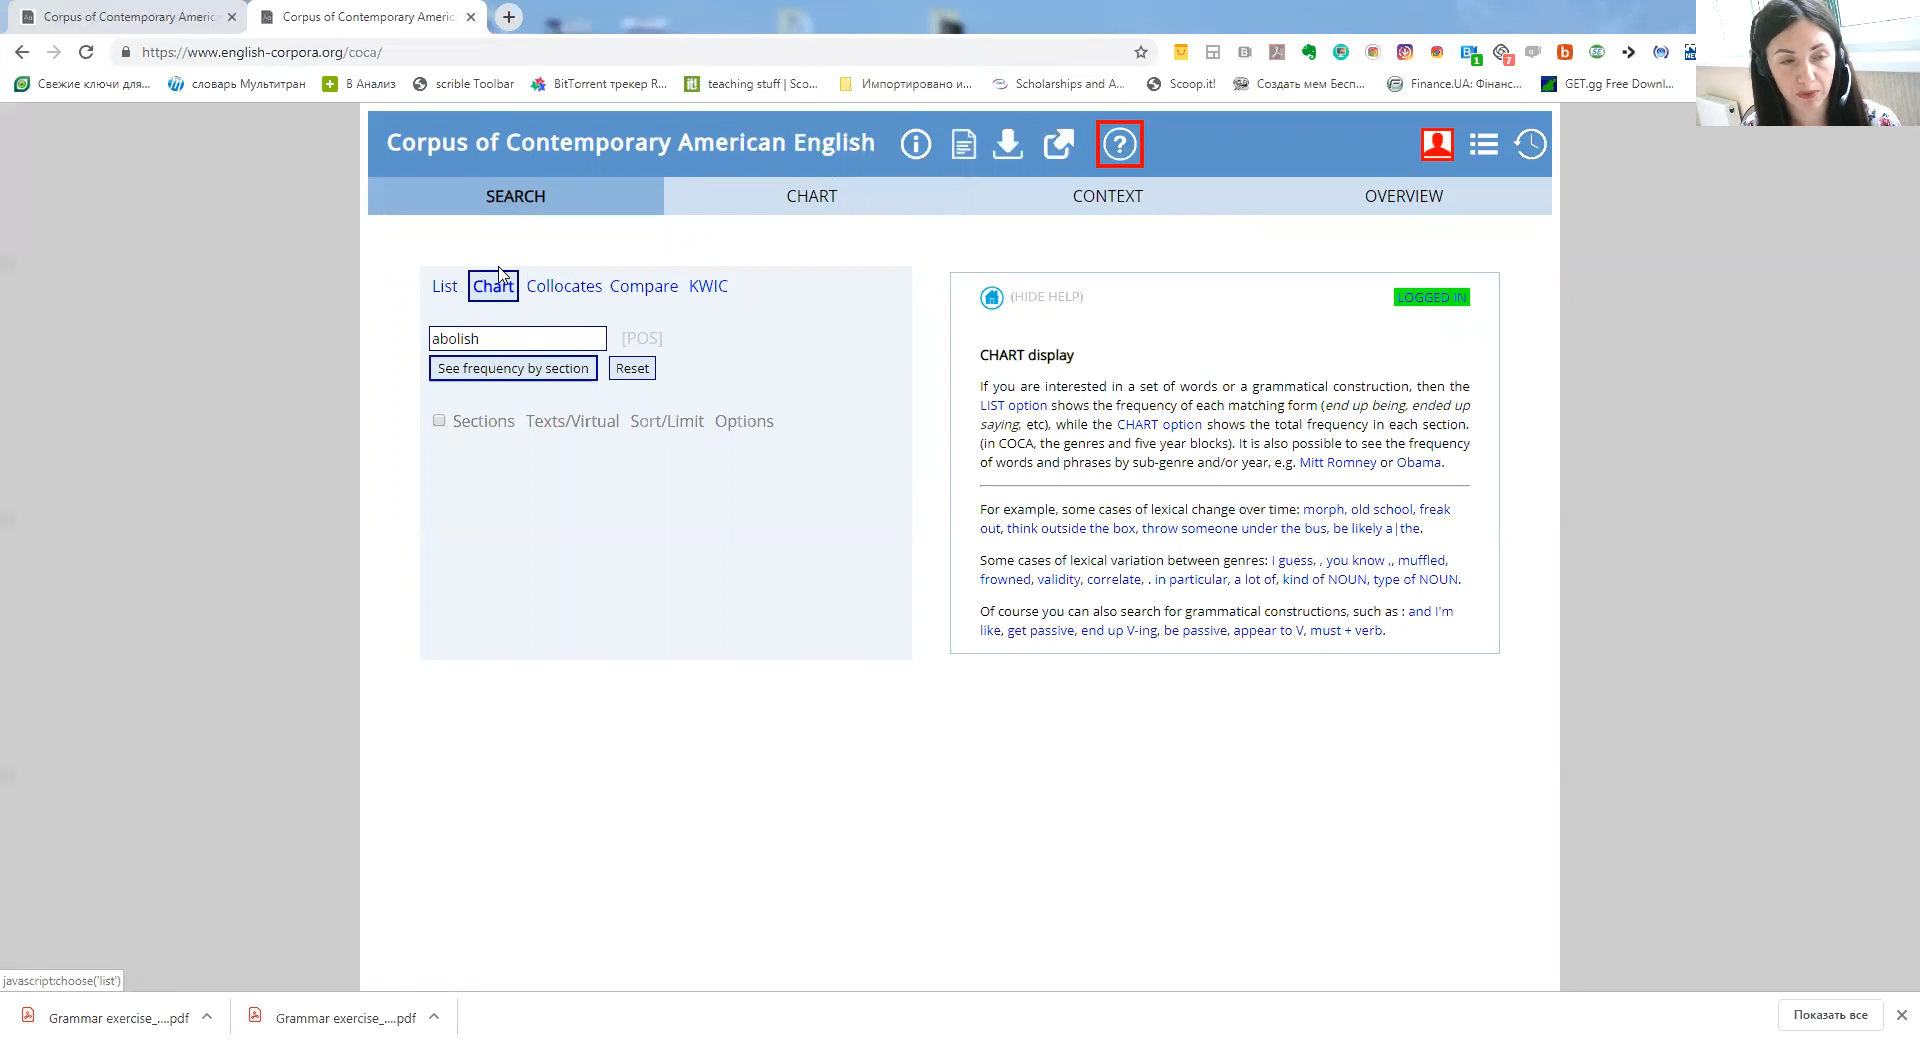 Corpus of Contemporary Americ
Corpus of Contemporary Americ
https://www.english-corpora.org/coca/
1
7
NEW
Свежие ключи для...
словарь Мультитран
В Анализ
scrible Toolbar
BitTorrent трекер R...
teaching stuff | Sco...
Импортировано и...
Scholarships and A...
Scoop.it!
Создать мем Бесп...
Finance.UA: Фінанс...
GET.gg Free Downl...
Corpus of Contemporary American English
SEARCH
CHART
CONTEXT
OVERVIEW
List Chart Collocates Compare KWIC
abolish [POS]
See frequency by section Reset
Sections Texts/Virtual Sort/Limit Options
(HIDE HELP) LOGGED IN
CHART display
If you are interested in a set of words or a grammatical construction, then the
LIST option shows the frequency of each matching form (end up being, ended up
saying, etc), while the CHART option shows the total frequency in each section.
(in COCA, the genres and five year blocks). It is also possible to see the frequency
of words and phrases by sub-genre and/or year, e.g. Mitt Romney or Obama.
For example, some cases of lexical change over time: morph, old school, freak
out, think outside the box, throw someone under the bus, be likely a|the.
Some cases of lexical variation between genres: I guess, , you know ,, muffled,
frowned, validity, correlate, . in particular, a lot of, kind of NOUN, type of NOUN.
Of course you can also search for grammatical constructions, such as : and I'm
like, get passive, end up V-ing, be passive, appear to V, must + verb.
javascript:choose('list')
Grammar exercise_....pdf
Grammar exercise_....pdf
Показать все